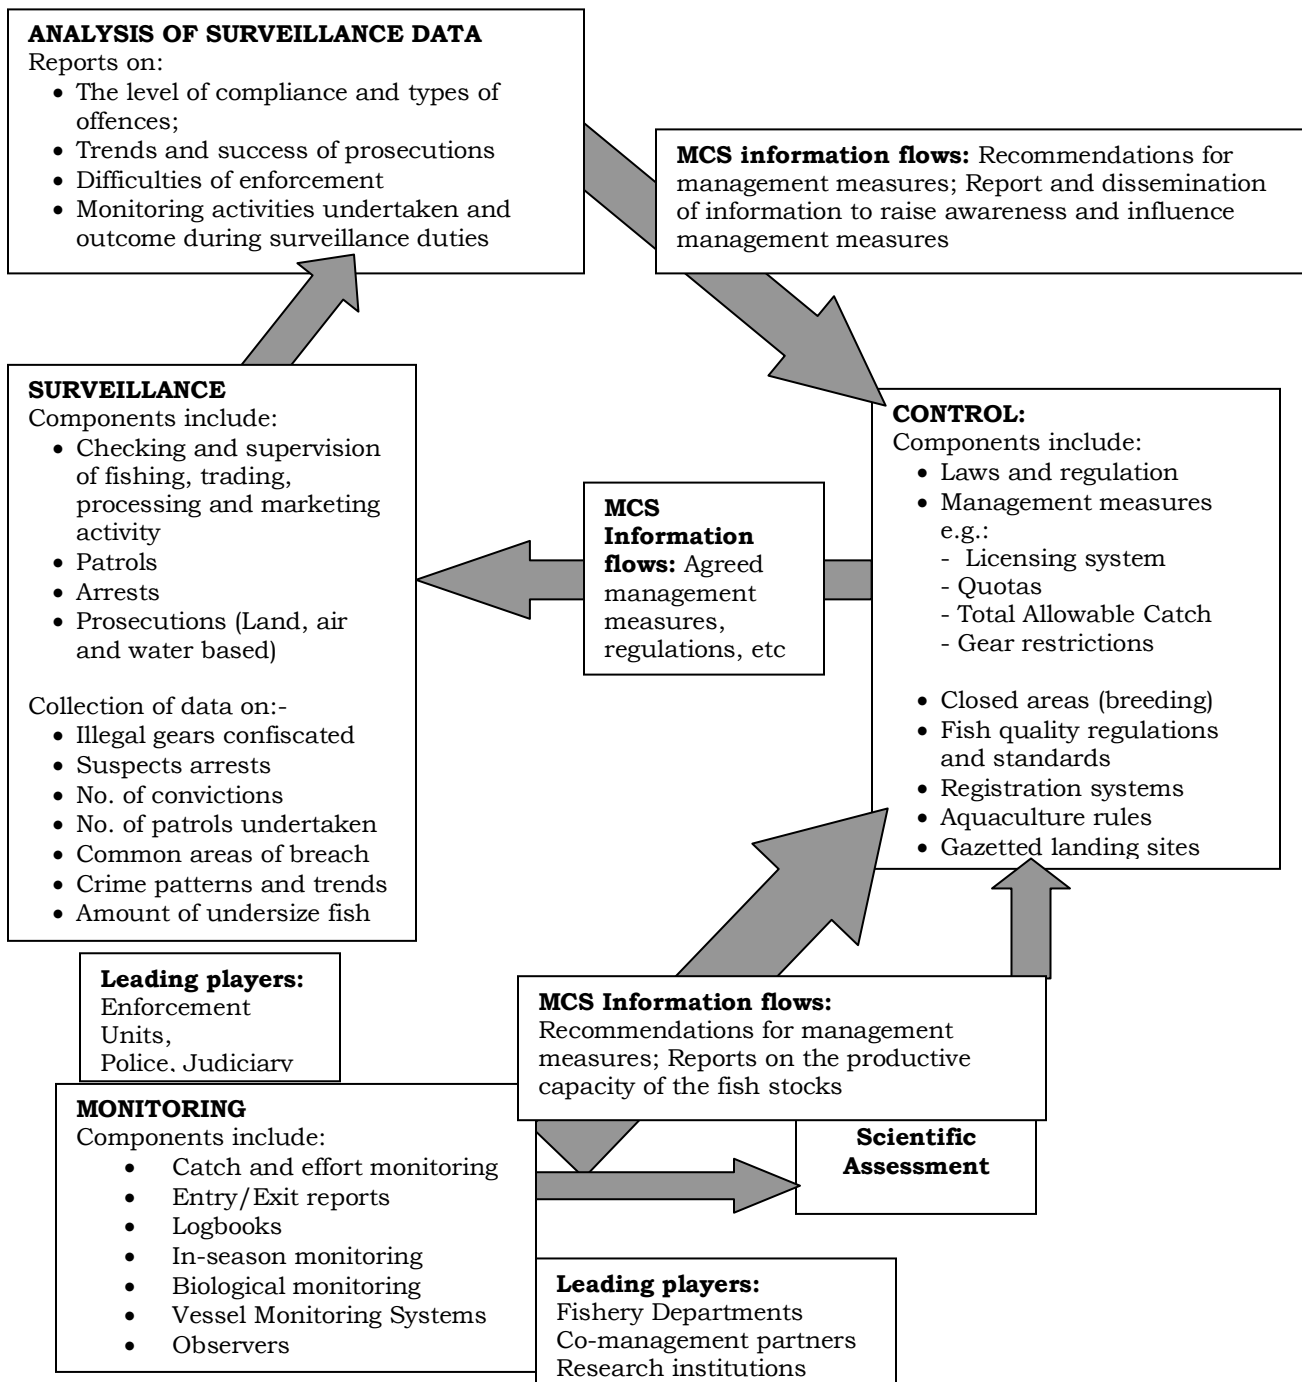 ANALYSIS OF SURVEILLANCE DATA
Reports on:
• The level of compliance and types of
offences;
• Trends and success of prosecutions
• Difficulties of enforcement
• Monitoring activities undertaken and
outcome during surveillance duties
MCS information flows: Recommendations for
management measures; Report and dissemination
of information to raise awareness and influence
management measures
SURVEILLANCE
Components include:
• Checking and supervision
of fishing, trading,
processing and marketing
activity
• Patrols
• Arrests
• Prosecutions (Land, air
and water based)
Collection of data on:-
• Illegal gears confiscated
• Suspects arrests
• No. of convictions
• No. of patrols undertaken
• Common areas of breach
• Crime patterns and trends
• Amount of undersize fish
MCS
Information
flows: Agreed
management
measures,
regulations, etc
CONTROL:
Components include:
• Laws and regulation
• Management measures
e.g.:
- Licensing system
- Quotas
- Total Allowable Catch
- Gear restrictions
• Closed areas (breeding)
• Fish quality regulations
and standards
• Registration systems
• Aquaculture rules
• Gazetted landing sites
Leading players:
Enforcement
Units,
Police, Judiciary
MCS Information flows:
Recommendations for management
measures; Reports on the productive
capacity of the fish stocks
MONITORING
Components include:
• Catch and effort monitoring
• Entry/Exit reports
• Logbooks
• In-season monitoring
• Biological monitoring
• Vessel Monitoring Systems
• Observers
Scientific
Assessment
Leading players:
Fishery Departments
Co-management partners
Research institutions